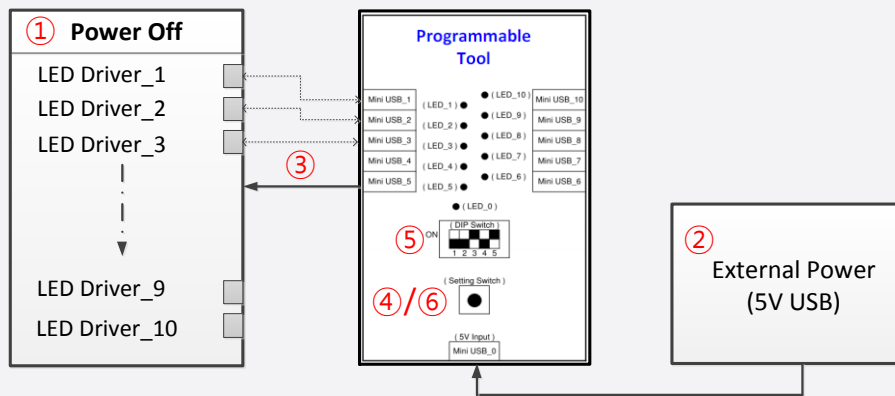 ① Power Off
LED Driver_1
LED Driver_2
LED Driver_3
LED Driver_9
LED Driver_10
③
Programmable
Tool
Mini USB_1
Mini USB_2
Mini USB_3
Mini USB_4
Mini USB_5
( LED_1 )
( LED_2 )
( LED_3 )
( LED_4 )
( LED_5 )
( LED_10 )
( LED_9 )
( LED_8 )
( LED_7 )
( LED_6 )
Mini USB_10
Mini USB_9
Mini USB_8
Mini USB_7
Mini USB_6
( LED_0 )
⑤
( DIP Switch )
ON
1 2 3 4 5
( Setting Switch )
④/⑥
( 5V Input )
Mini USB_0
②
External Power
(5V USB)